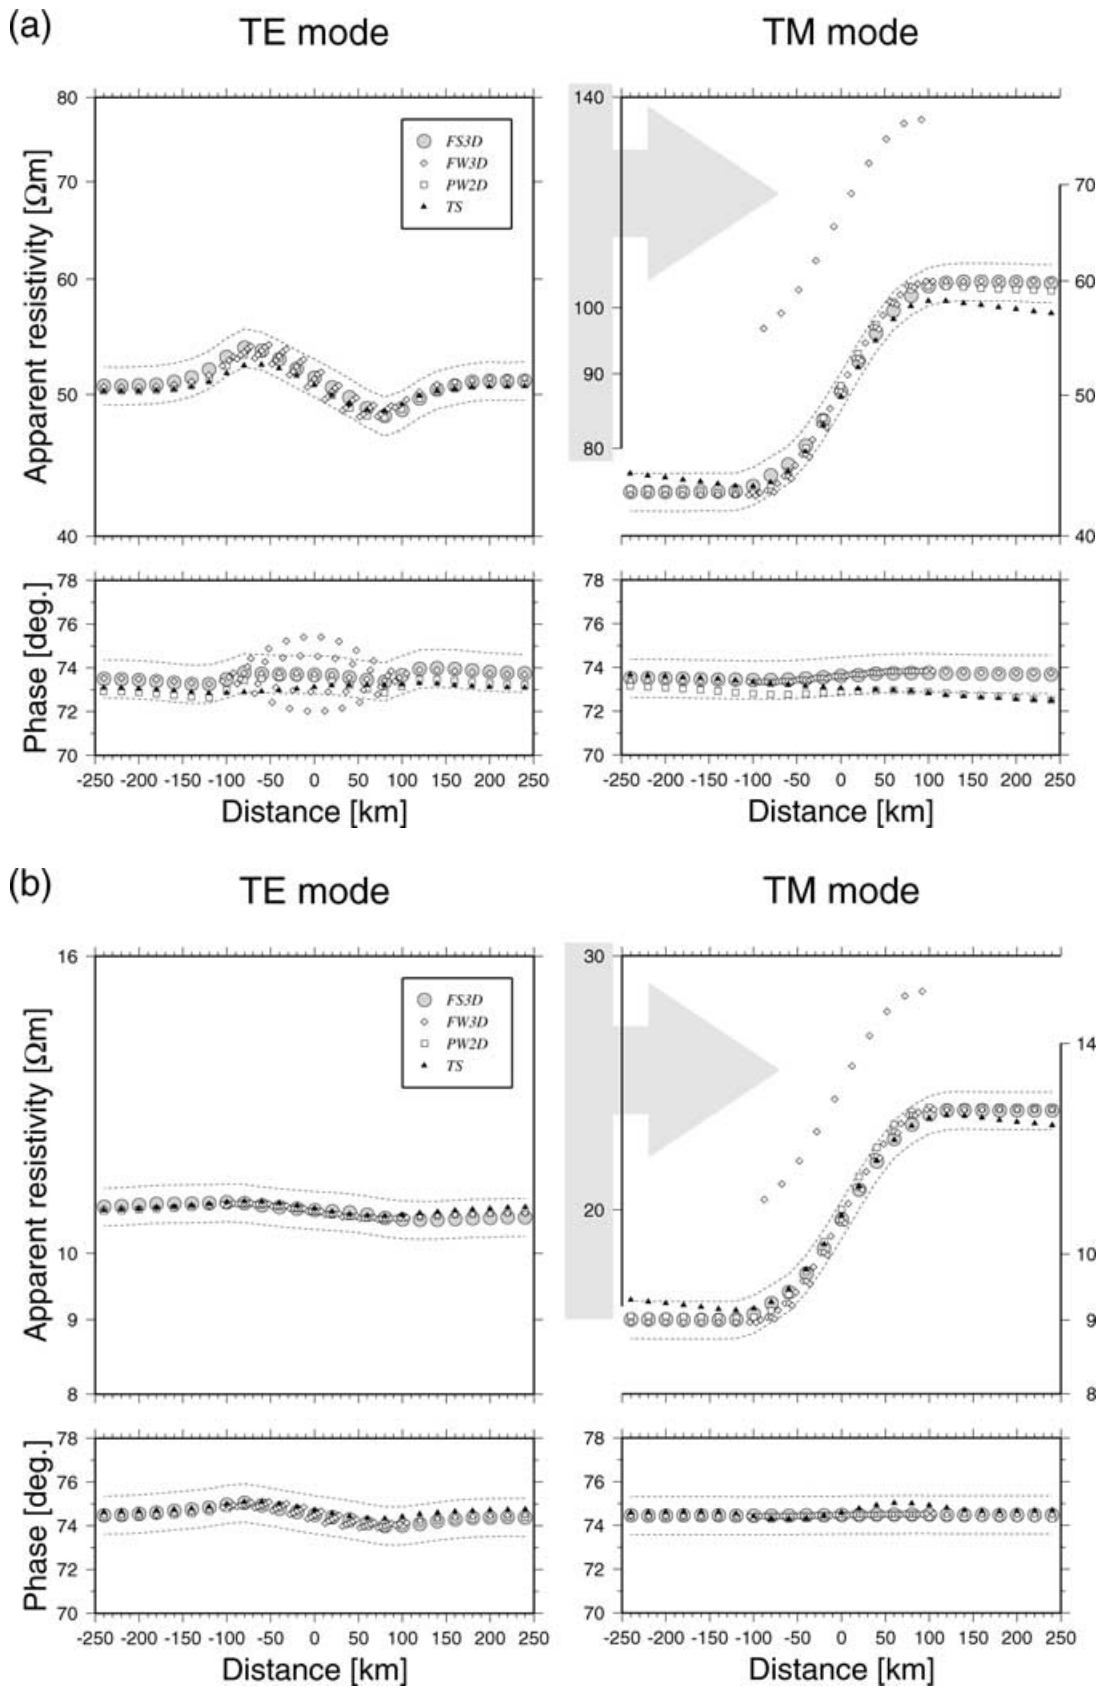 (a)
TE mode
TM mode
Apparent resistivity [Ωm]
80
70
60
50
40
FS3D
FW3D
PW2D
TS
140
100
90
80
70
60
50
40
Phase [deg.]
78
76
74
72
70
-250 -200 -150 -100 -50 0 50 100 150 200 250
Distance [km]
78
76
74
72
70
-250 -200 -150 -100 -50 0 50 100 150 200 250
Distance [km]
(b)
TE mode
TM mode
Apparent resistivity [Ωm]
16
10
9
8
FS3D
FW3D
PW2D
TS
30
20
14
10
9
8
Phase [deg.]
78
75
74
72
70
-250 -200 -150 -100 -50 0 50 100 150 200 250
Distance [km]
78
75
74
72
70
-250 -200 -150 -100 -50 0 50 100 150 200 250
Distance [km]